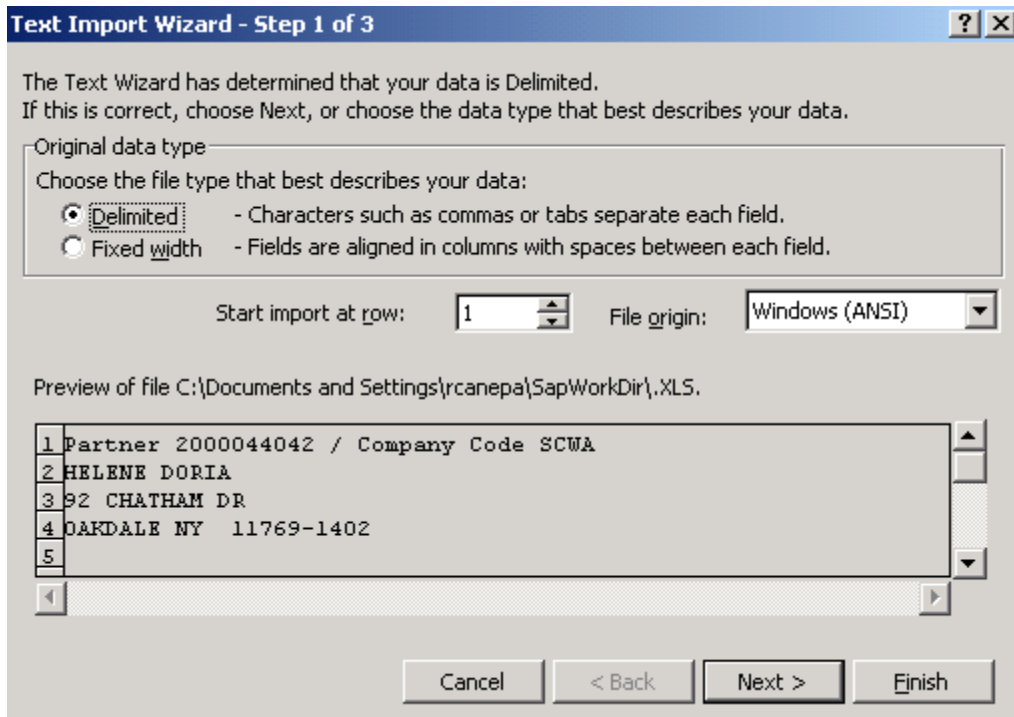 Text Import Wizard - Step 1 of 3
The Text Wizard has determined that your data is Delimited.
If this is correct, choose Next, or choose the data type that best describes your data.
Original data type
Choose the file type that best describes your data:
Delimited - Characters such as commas or tabs separate each field.
Fixed width - Fields are aligned in columns with spaces between each field.
Start import at row: 1 File origin: Windows (ANSI)
Preview of file C:\Documents and Settings\rcanepa\SapWorkDir\.XLS.
1 Partner 2000044042 / Company Code SCWA
2 HELENE DORIA
3 92 CHATHAM DR
4 OAKDALE NY  11769-1402
5
Cancel < Back Next > Finish